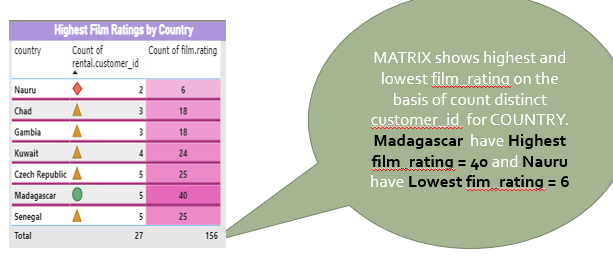 Highest Film Ratings by Country
country Count of rental.customer_id Count of film.rating
Nauru 2 6
Chad 3 18
Gambia 3 18
Kuwait 4 24
Czech Republic 5 25
Madagascar 5 40
Senegal 5 25
Total 27 156
MATRIX shows highest and
lowest film_rating on the
basis of count distinct
customer_id for COUNTRY.
Madagascar have Highest
film_rating = 40 and Nauru
have Lowest fim_rating = 6